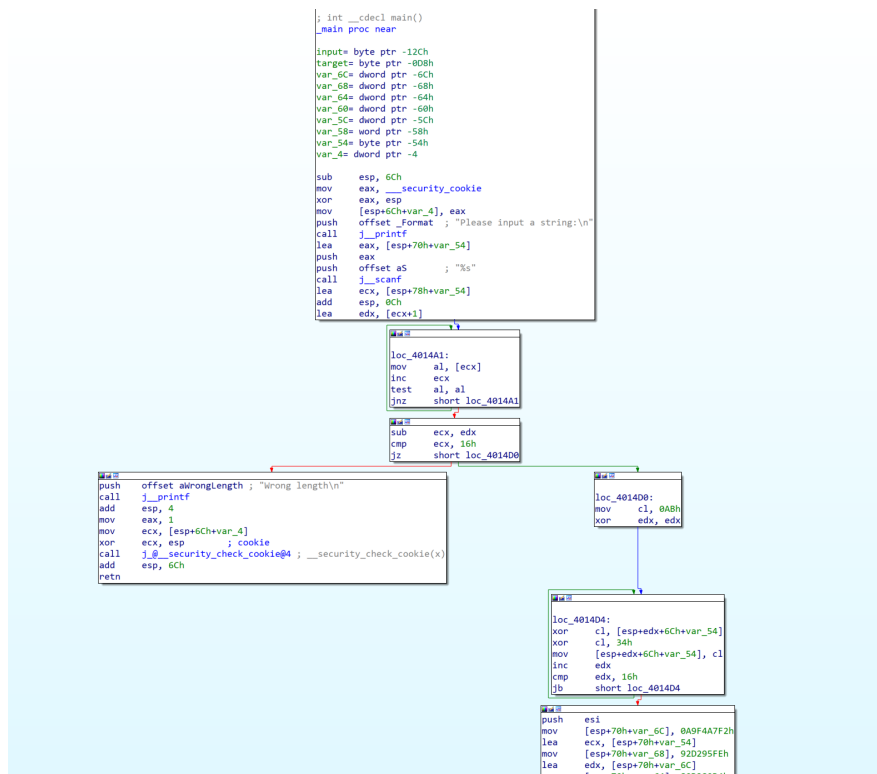 ; int __cdecl main()
_main proc near
input= byte ptr -12Ch
target= byte ptr -0D8h
var_6C= dword ptr -6Ch
var_68= dword ptr -68h
var_64= dword ptr -64h
var_60= dword ptr -60h
var_5C= dword ptr -5Ch
var_58= word ptr -58h
var_54= byte ptr -54h
var_4= dword ptr -4
sub esp, 6Ch
mov eax, ___security_cookie
xor eax, esp
mov [esp+6Ch+var_4], eax
push offset _Format ; "Please input a string:\n"
call j__printf
lea eax, [esp+70h+var_54]
push eax
push offset aS ; "%s"
call j__scanf
lea ecx, [esp+78h+var_54]
add esp, 0Ch
lea edx, [ecx+1]
loc_4014A1:
mov al, [ecx]
inc ecx
test al, al
jnz short loc_4014A1
sub ecx, edx
cmp ecx, 16h
jz short loc_4014D0
push offset aWrongLength ; "Wrong length\n"
call j__printf
add esp, 4
mov eax, 1
mov ecx, [esp+6Ch+var_4]
xor ecx, esp ; cookie
call j_@__security_check_cookie@4 ; __security_check_cookie(x)
add esp, 6Ch
retn
loc_4014D0:
mov cl, 0ABh
xor edx, edx
loc_4014D4:
xor cl, [esp+edx+6Ch+var_54]
xor cl, 34h
mov [esp+edx+6Ch+var_54], cl
inc edx
cmp edx, 16h
jb short loc_4014D4
push esi
mov [esp+70h+var_6C], 0A9F4A7F2h
lea ecx, [esp+70h+var_54]
mov [esp+70h+var_68], 92D295FEh
lea edx, [esp+70h+var_6C]